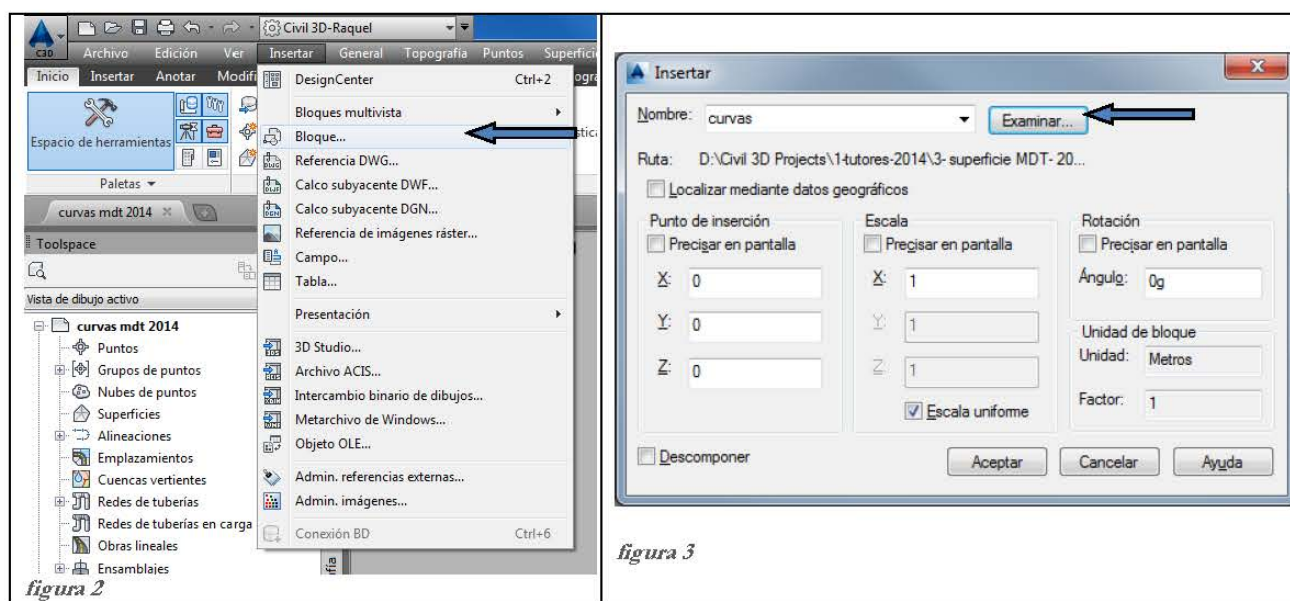 C3D
Civil 3D-Raquel
Archivo Edición Ver Insertar General Topografía Puntos Superficie
Inicio Insertar Anotar Modifi
Espacio de herramientas
Paletas
curvas mdt 2014
Toolspace
Vista de dibujo activo
curvas mdt 2014
Puntos
Grupos de puntos
Nubes de puntos
Superficies
Alineaciones
Emplazamientos
Cuencas vertientes
Redes de tuberías
Redes de tuberías en carga
Obras lineales
Ensamblajes
DesignCenter Ctrl+2
Bloques multivista
Bloque...
Referencia DWG...
Calco subyacente DWF...
Calco subyacente DGN...
Referencia de imágenes ráster...
Campo...
Tabla...
Presentación
3D Studio...
Archivo ACIS...
Intercambio binario de dibujos...
Metarchivo de Windows...
Objeto OLE...
Admin. referencias externas...
Admin. imágenes...
Conexión BD Ctrl+6
figura 2
Insertar
Nombre: curvas Examinar...
Ruta: D:\Civil 3D Projects\1-tutores-2014\3- superficie MDT- 20...
Localizar mediante datos geográficos
Punto de inserción
Precisar en pantalla
X: 0
Y: 0
Z: 0
Escala
Precisar en pantalla
X: 1
Y: 1
Z: 1
Escala uniforme
Rotación
Precisar en pantalla
Ángulo: 0g
Unidad de bloque
Unidad: Metros
Factor: 1
Descomponer
Aceptar Cancelar Ayuda
figura 3